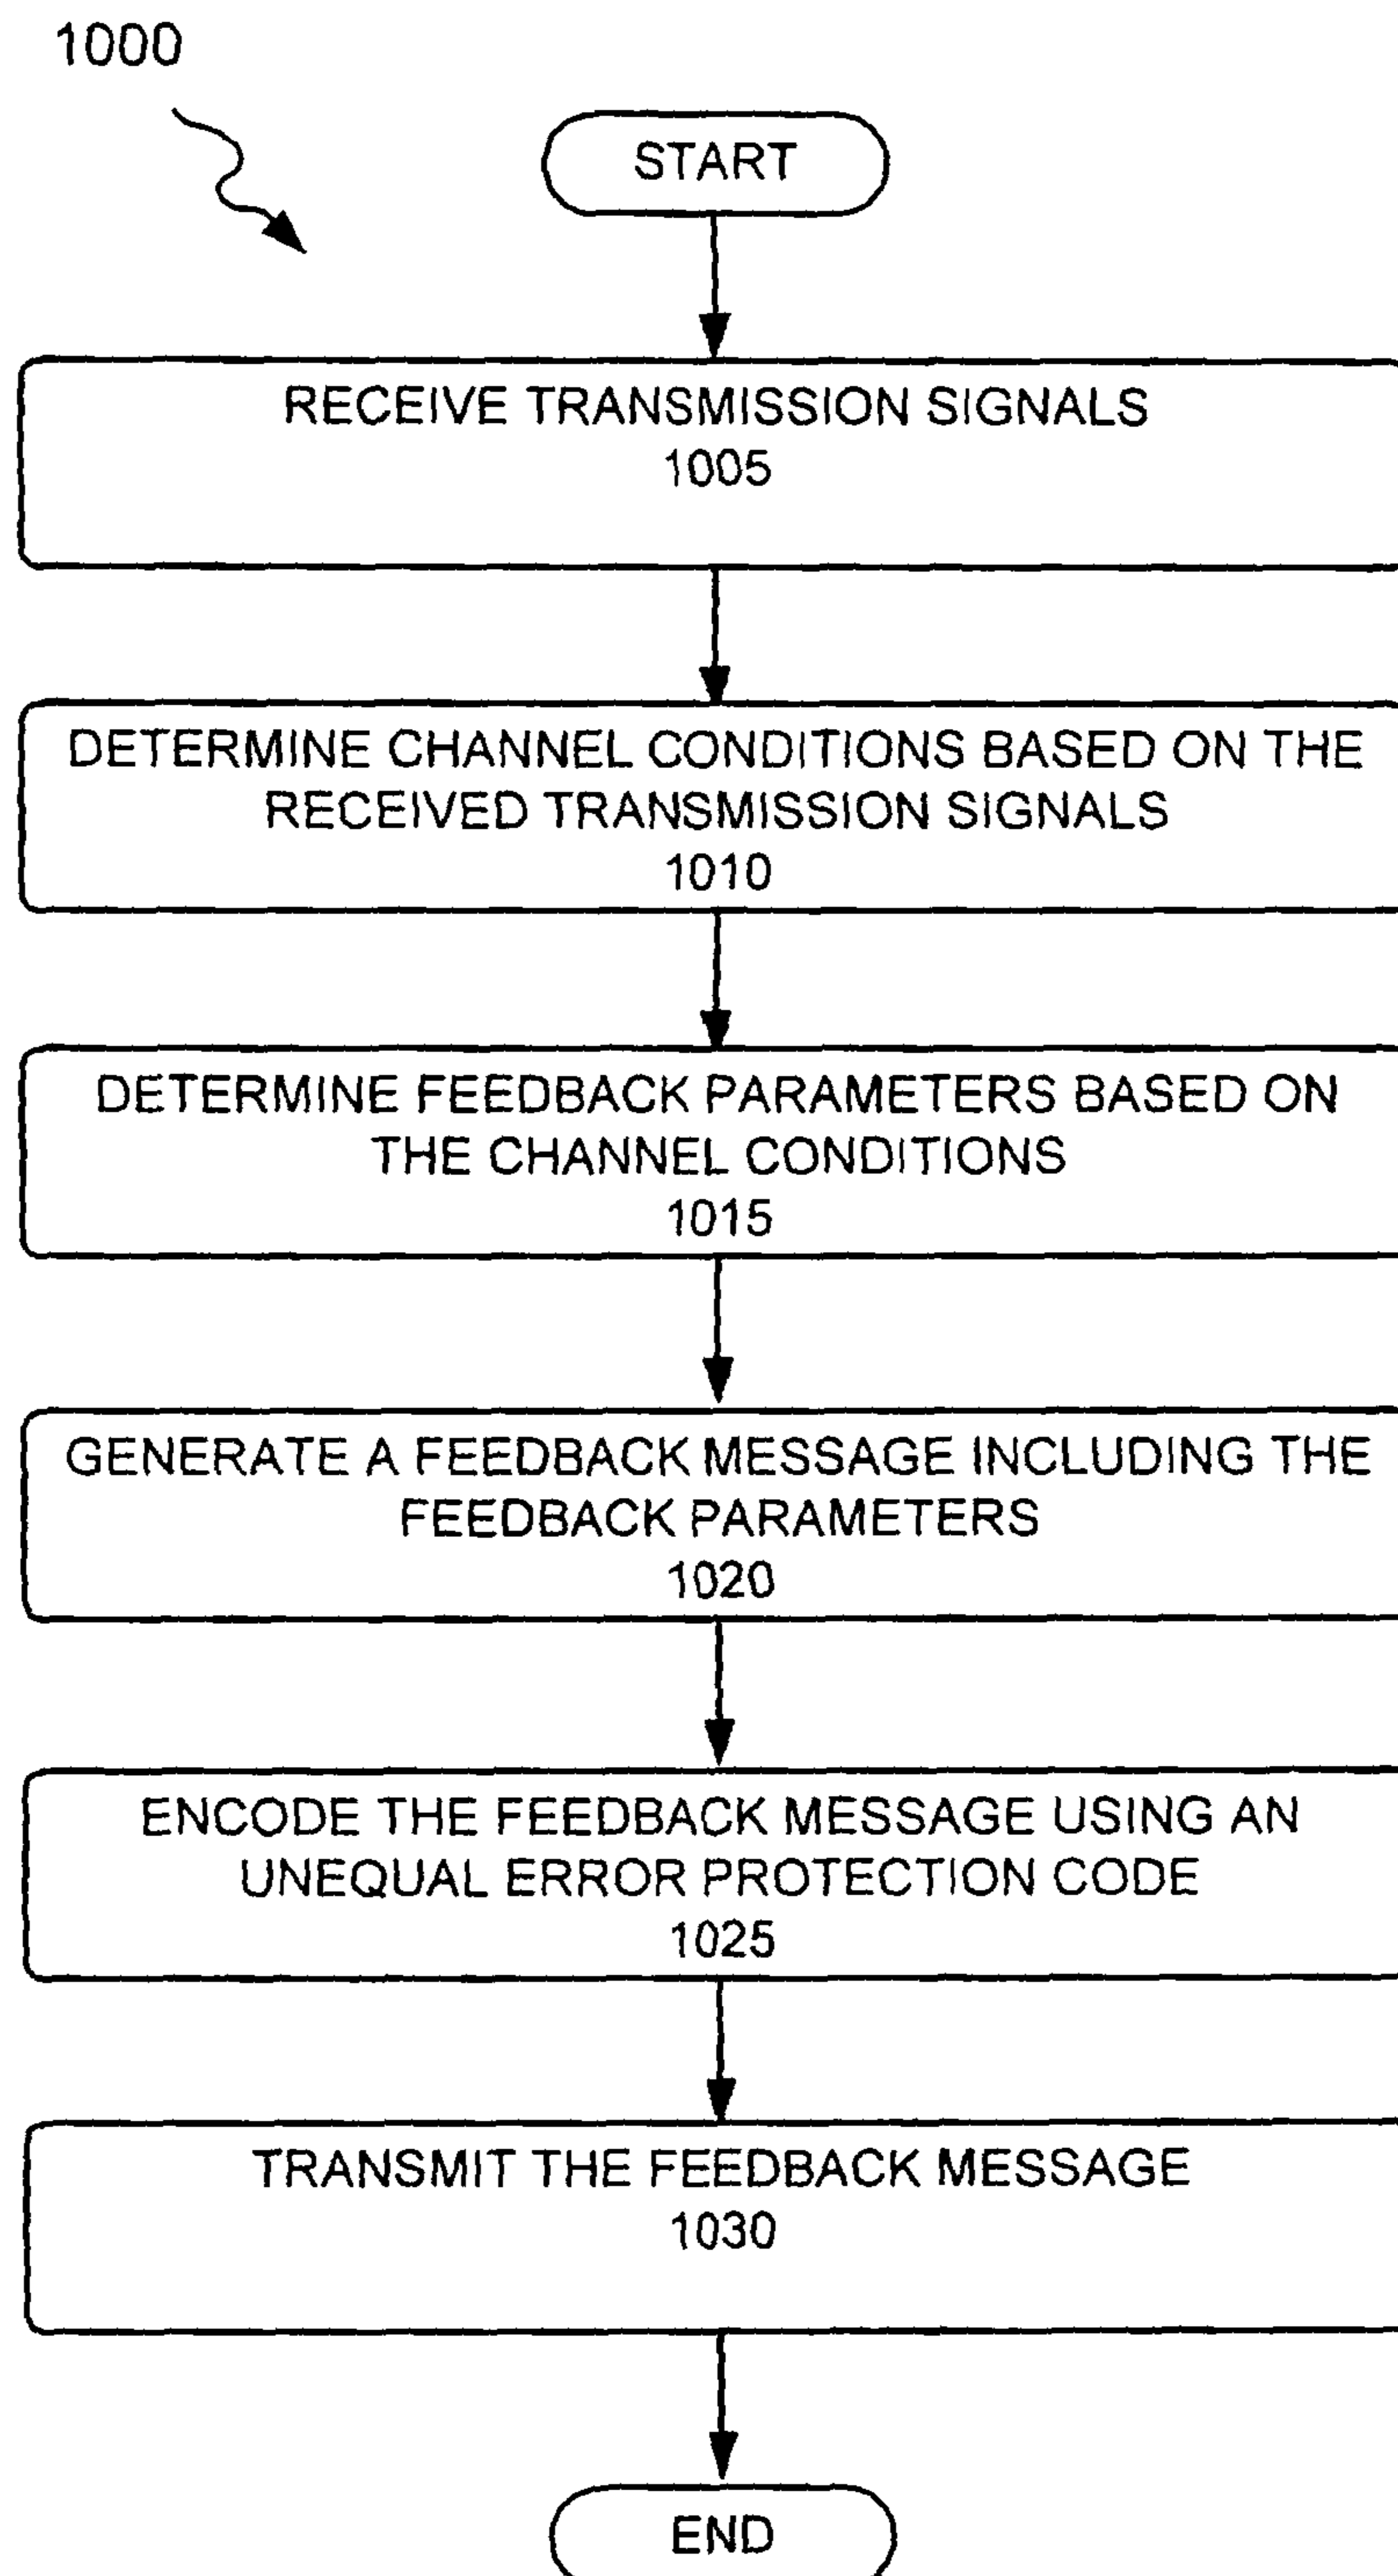 1000
START
RECEIVE TRANSMISSION SIGNALS
1005
DETERMINE CHANNEL CONDITIONS BASED ON THE
RECEIVED TRANSMISSION SIGNALS
1010
DETERMINE FEEDBACK PARAMETERS BASED ON
THE CHANNEL CONDITIONS
1015
GENERATE A FEEDBACK MESSAGE INCLUDING THE
FEEDBACK PARAMETERS
1020
ENCODE THE FEEDBACK MESSAGE USING AN
UNEQUAL ERROR PROTECTION CODE
1025
TRANSMIT THE FEEDBACK MESSAGE
1030
END